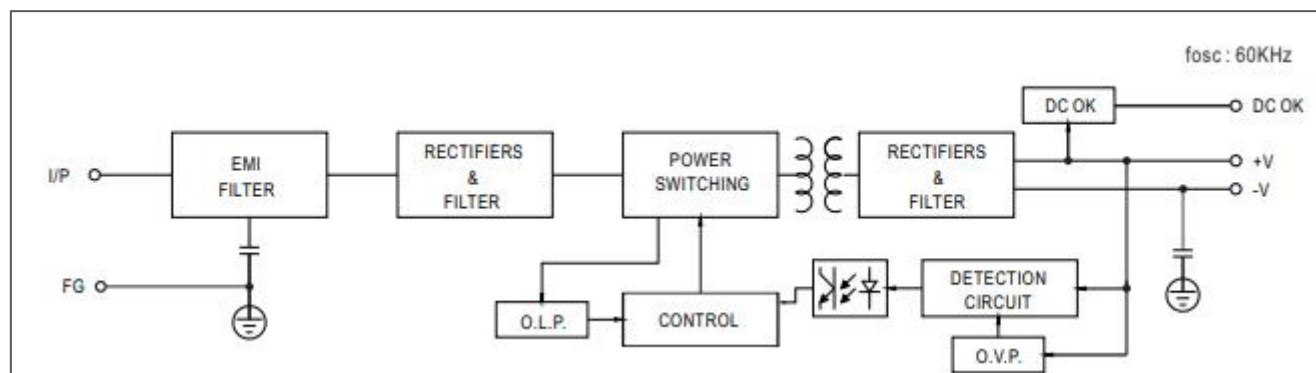 fosc : 60KHz
DC OK
DC OK
I/P
EMI
FILTER
RECTIFIERS
&
FILTER
POWER
SWITCHING
RECTIFIERS
&
FILTER
+V
-V
FG
O.L.P.
CONTROL
DETECTION
CIRCUIT
O.V.P.